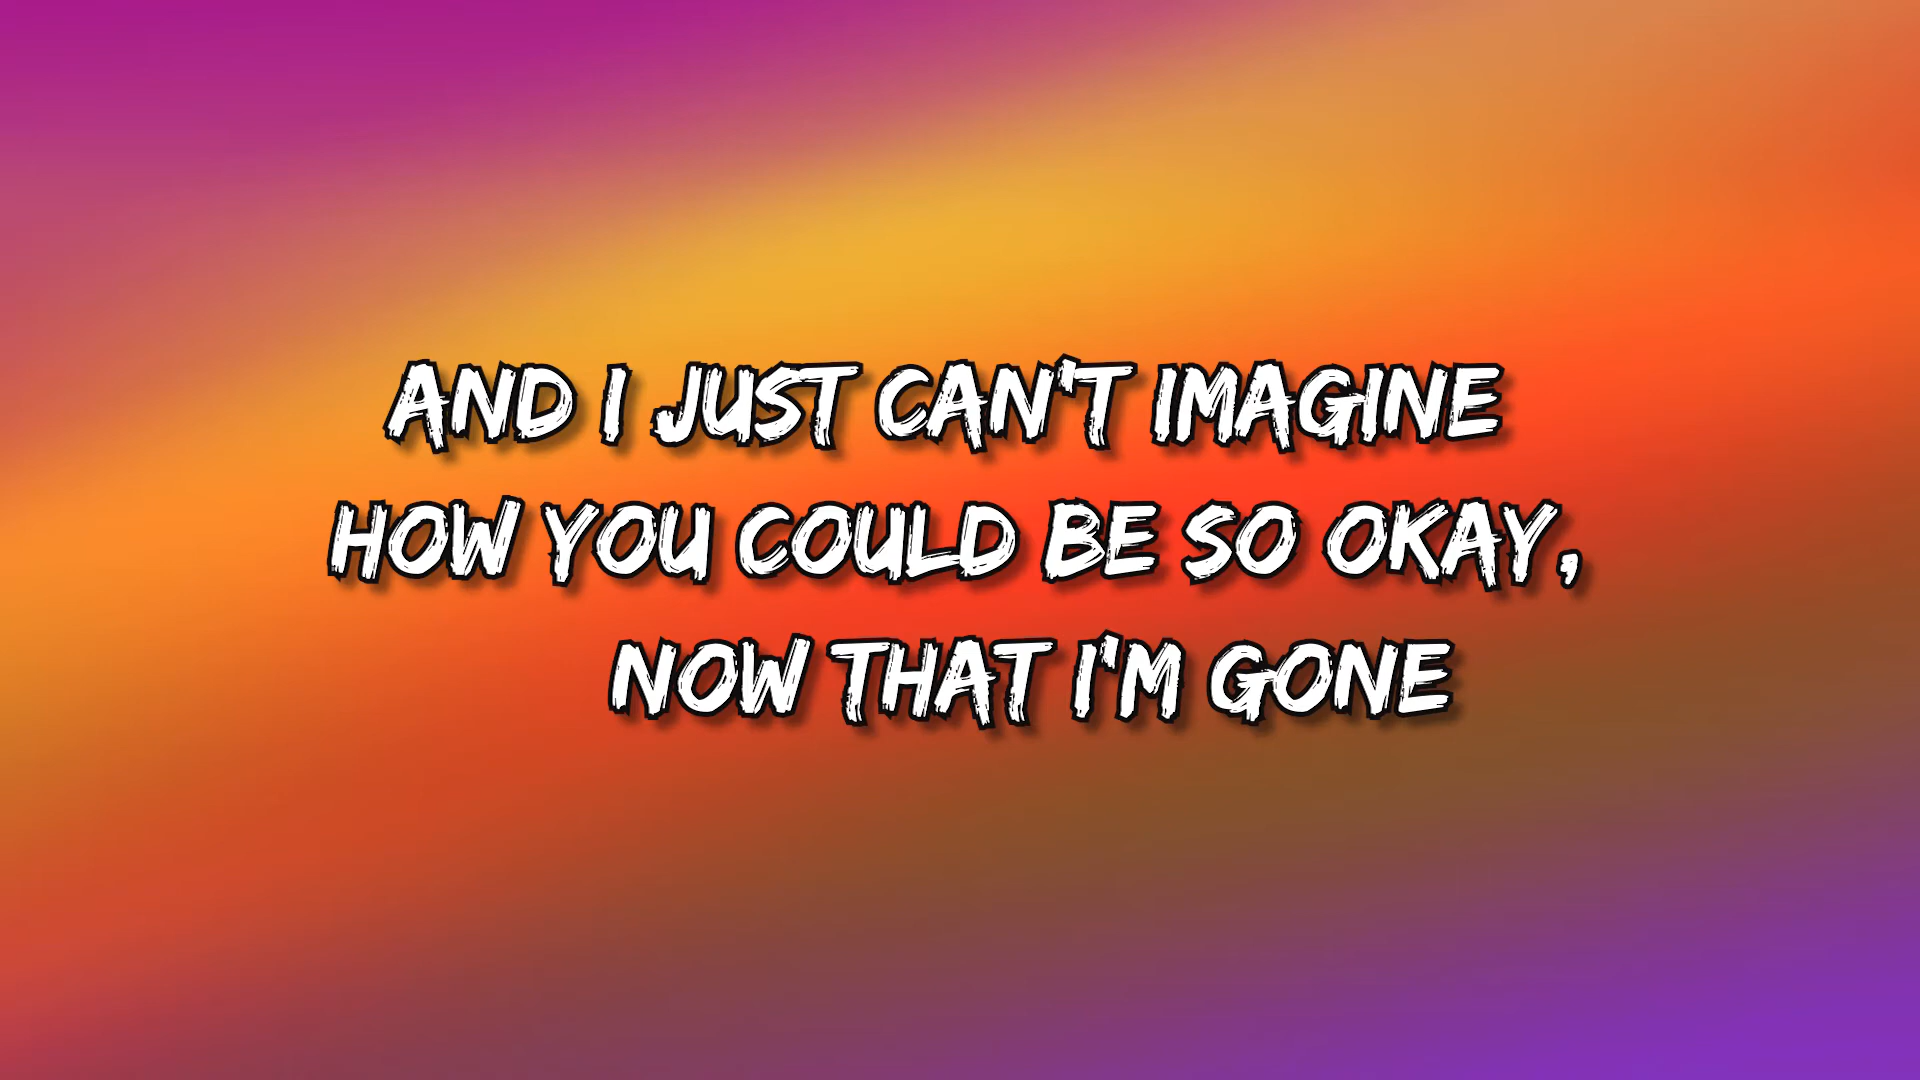 AND I JUST CAN'T IMAGINE
HOW YOU COULD BE SO OKAY,
NOW THAT I'M GONE